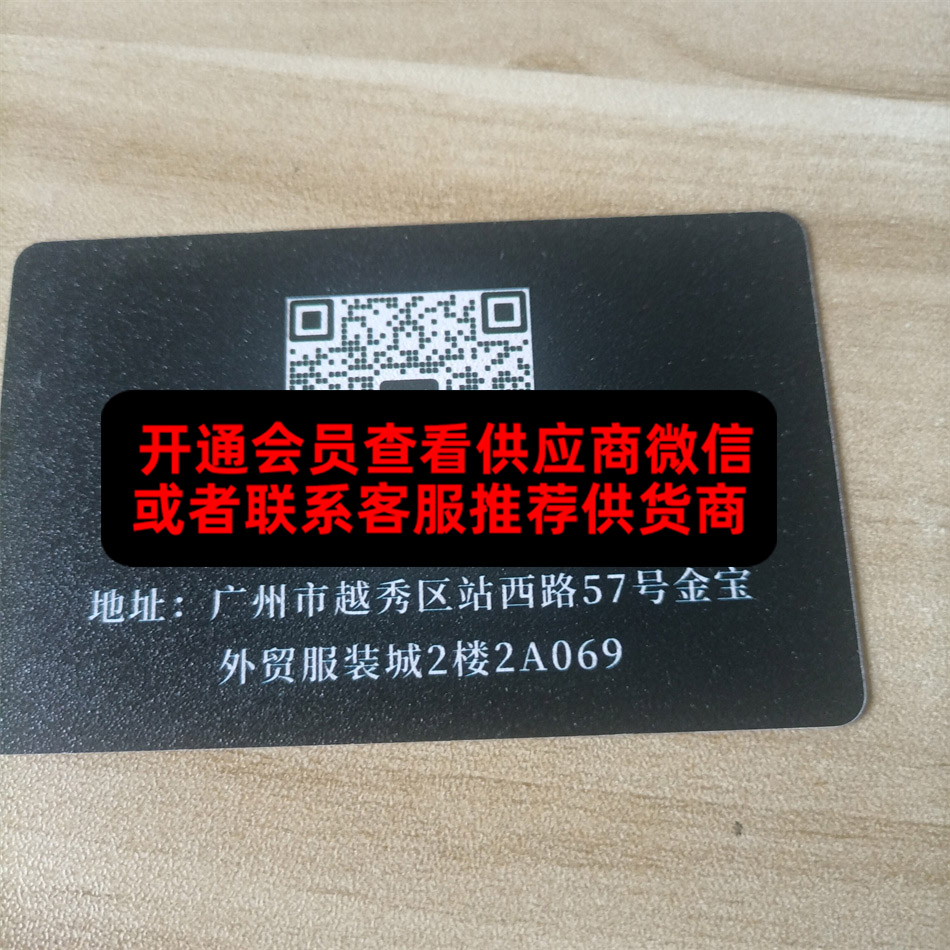 开通会员查看供应商微信
或者联系客服推荐供货商
地址：广州市越秀区站西路57号金宝
外贸服装城2楼2A069